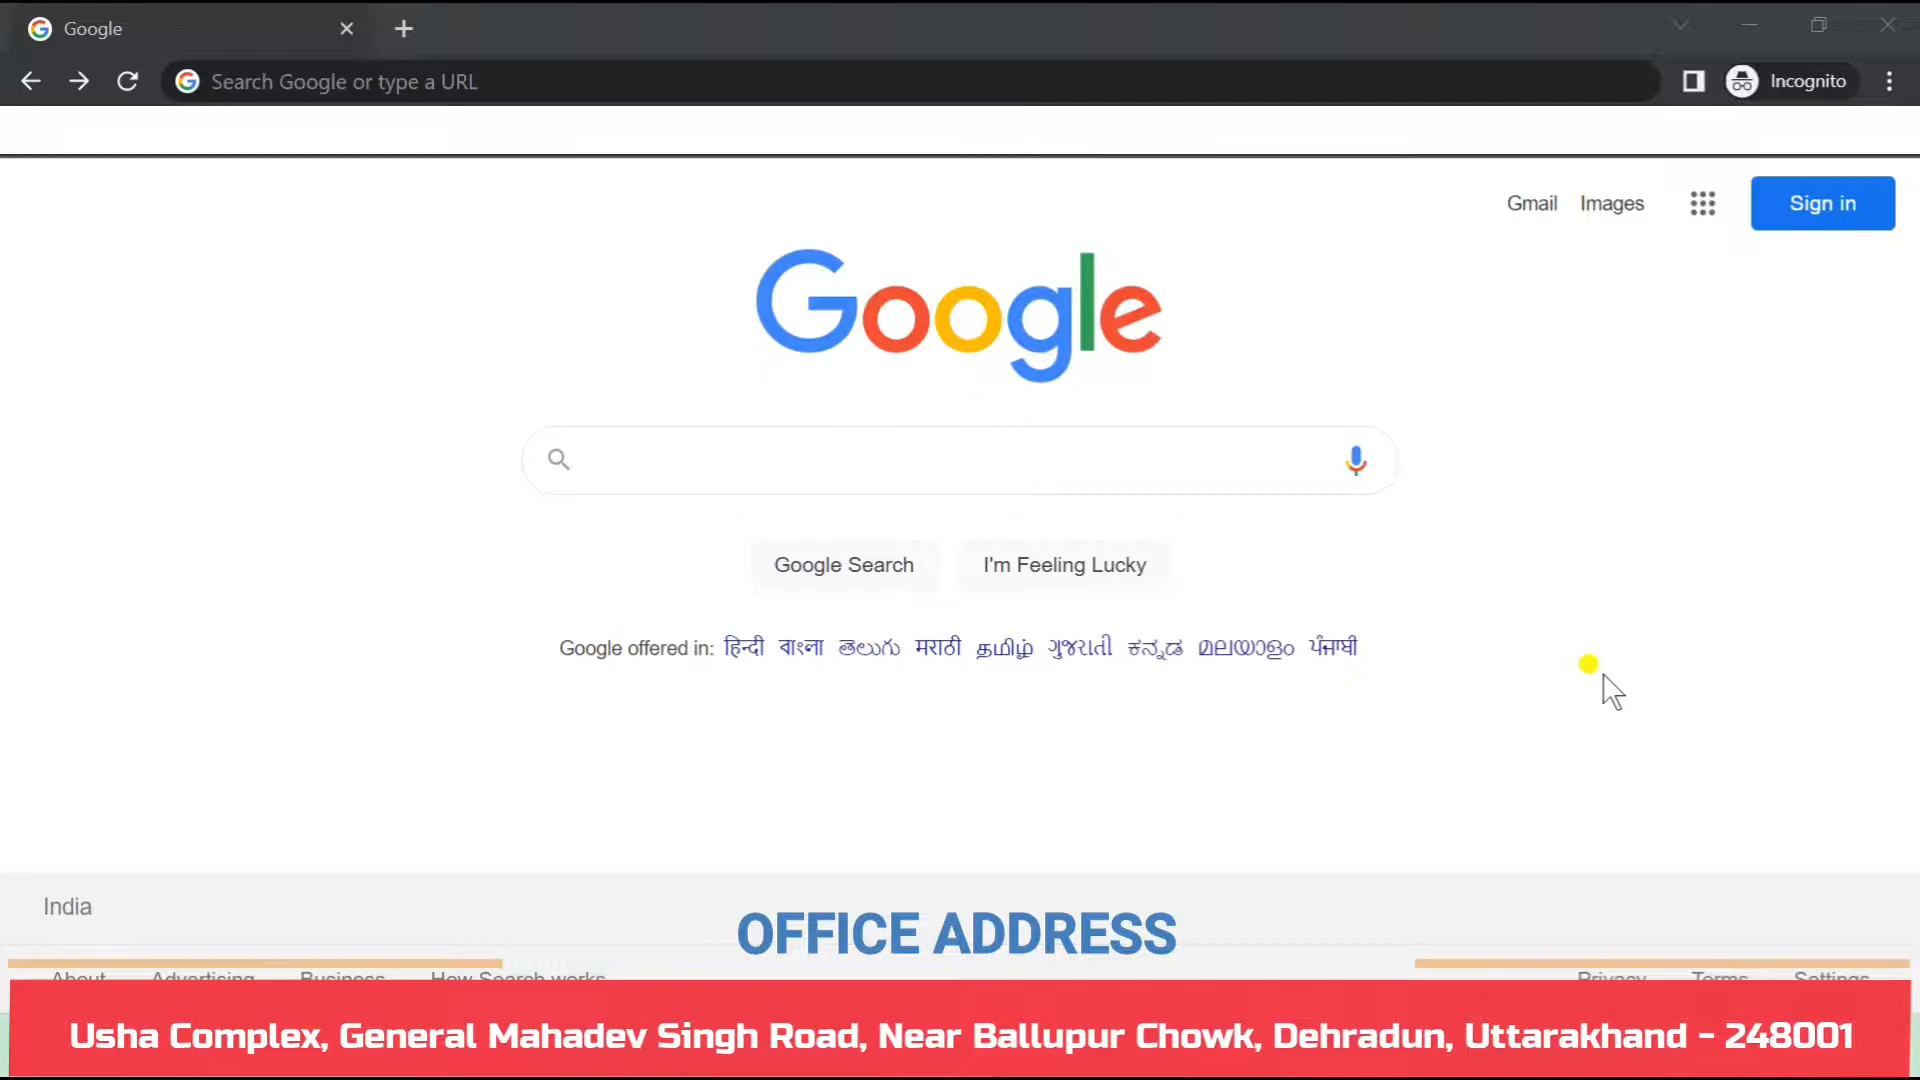 Google
Search Google or type a URL
Incognito
Gmail Images
Sign in
Google
Google Search I'm Feeling Lucky
Google offered in: हिन्दी বাংলা తెలుగు मराठी தமிழ் ગુજરાતી ಕನ್ನಡ മലയാളം ਪੰਜਾਬੀ
India
OFFICE ADDRESS
About Advertising Business How Search works Privacy Terms Settings
Usha Complex, General Mahadev Singh Road, Near Ballupur Chowk, Dehradun, Uttarakhand - 248001